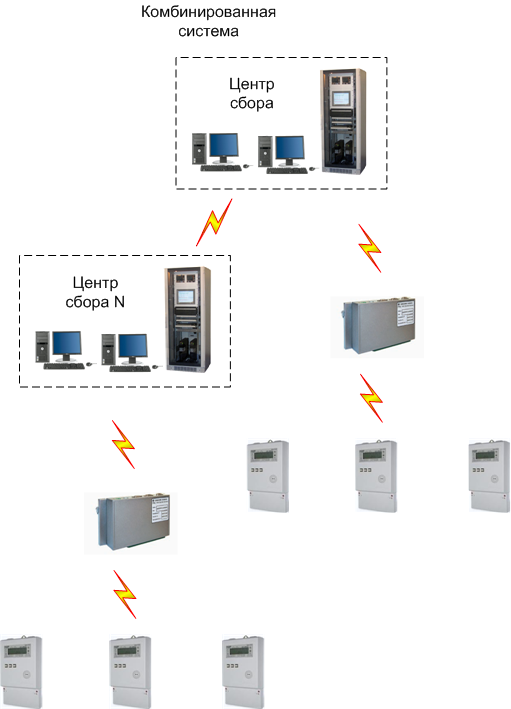 Комбинированная
система
Центр
сбора
Центр
сбора N